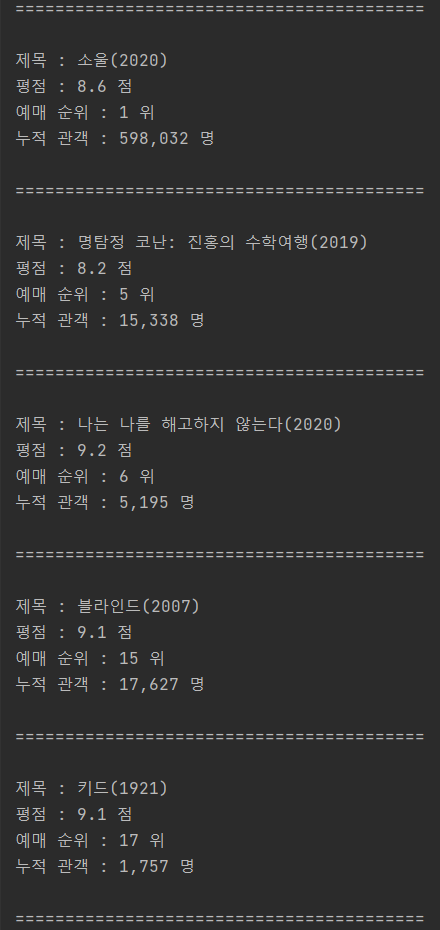 =========================================
제목 : 소울(2020)
평점 : 8.6 점
예매 순위 : 1 위
누적 관객 : 598,032 명
=========================================
제목 : 명탐정 코난: 진홍의 수학여행(2019)
평점 : 8.2 점
예매 순위 : 5 위
누적 관객 : 15,338 명
=========================================
제목 : 나는 나를 해고하지 않는다(2020)
평점 : 9.2 점
예매 순위 : 6 위
누적 관객 : 5,195 명
=========================================
제목 : 블라인드(2007)
평점 : 9.1 점
예매 순위 : 15 위
누적 관객 : 17,627 명
=========================================
제목 : 키드(1921)
평점 : 9.1 점
예매 순위 : 17 위
누적 관객 : 1,757 명
=========================================